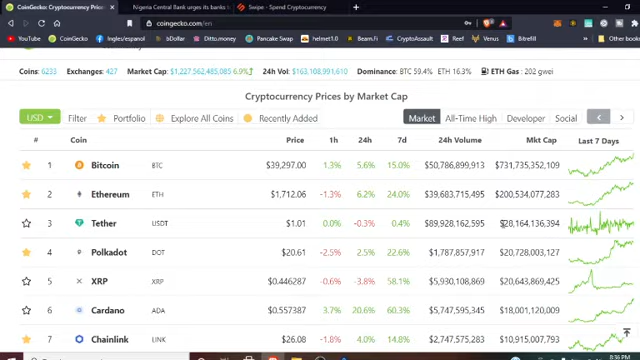 CoinGecko: Cryptocurrency Price
Nigeria Central Bank urges its banks t
Swipe - Spend Cryptocurrency
coingecko.com/en
YouTube CoinGecko Ingles/español bDollar Ditto.money Pancake Swap helmet1.0 Beam.Fi CryptoAssault Reef Venus Bitrefill Other book
Coins: 6233 Exchanges: 427 Market Cap: $1,227,562,485,085 6.9% 24h Vol: $163,108,991,610 Dominance: BTC 59.4% ETH 16.3% ETH Gas: 202 gwei
Cryptocurrency Prices by Market Cap
USD Filter Portfolio Explore All Coins Recently Added Market All-Time High Developer Social
# Coin Price 1h 24h 7d 24h Volume Mkt Cap Last 7 Days
1 Bitcoin BTC $39,297.00 1.3% 5.6% 15.0% $50,786,899,913 $731,735,352,109
2 Ethereum ETH $1,712.06 -1.3% 6.2% 24.0% $39,683,715,495 $200,534,077,283
3 Tether USDT $1.01 0.0% -0.3% 0.4% $89,928,162,595 $28,164,136,394
4 Polkadot DOT $20.61 -2.5% 2.5% 22.6% $1,787,857,917 $20,728,003,127
5 XRP XRP $0.446287 -0.6% -3.8% 58.1% $5,930,108,869 $20,643,869,425
6 Cardano ADA $0.557387 3.7% 20.6% 60.3% $5,747,595,345 $18,001,120,009
7 Chainlink LINK $26.08 -1.8% 4.0% 14.8% $2,747,575,283 $10,915,007,793
8:36 PM